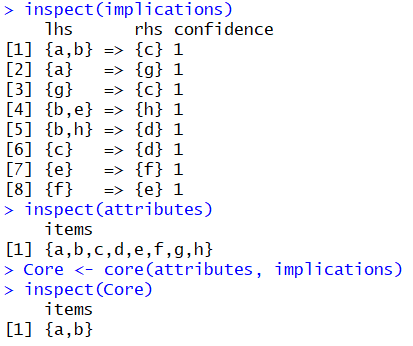 > inspect(implications)
lhs rhs confidence
[1] {a,b} => {c} 1
[2] {a} => {g} 1
[3] {g} => {c} 1
[4] {b,e} => {h} 1
[5] {b,h} => {d} 1
[6] {c} => {d} 1
[7] {e} => {f} 1
[8] {f} => {e} 1
> inspect(attributes)
items
[1] {a,b,c,d,e,f,g,h}
> Core <- core(attributes, implications)
> inspect(Core)
items
[1] {a,b}